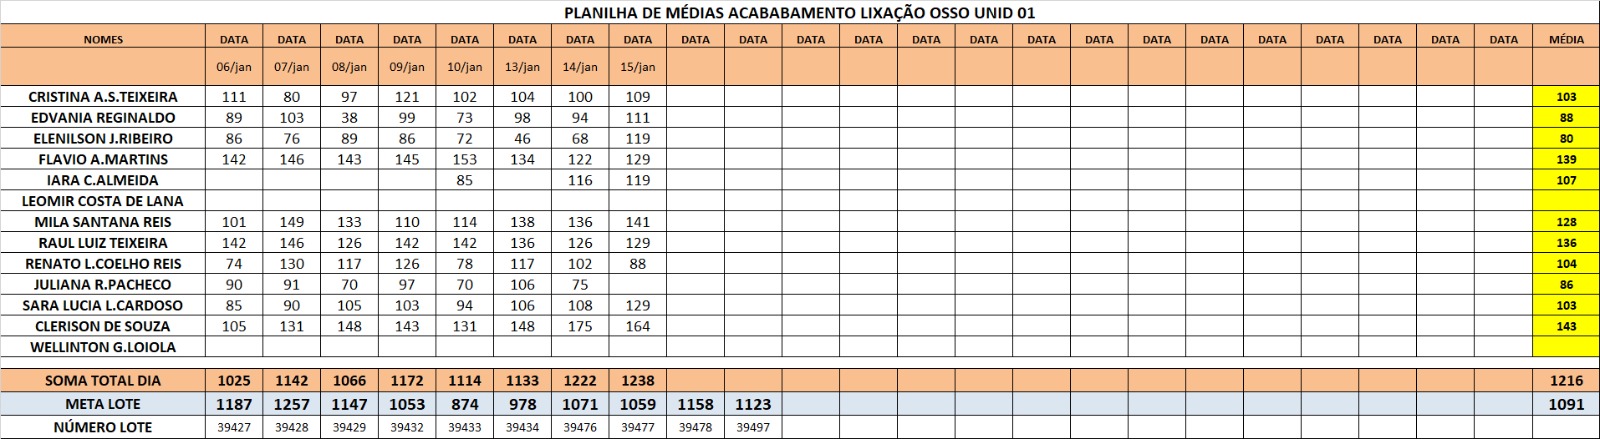 PLANILHA DE MÉDIAS ACABABAMENTO LIXAÇÃO OSSO UNID 01
NOMES DATA DATA DATA DATA DATA DATA DATA DATA DATA DATA DATA DATA DATA DATA DATA DATA DATA DATA DATA DATA DATA DATA DATA MÉDIA
06/jan 07/jan 08/jan 09/jan 10/jan 13/jan 14/jan 15/jan
CRISTINA A.S.TEIXEIRA 111 80 97 121 102 104 100 109 103
EDVANIA REGINALDO 89 103 38 99 73 98 94 111 88
ELENILSON J.RIBEIRO 86 76 89 86 72 46 68 119 80
FLAVIO A.MARTINS 142 146 143 145 153 134 122 129 139
IARA C.ALMEIDA 85 116 119 107
LEOMIR COSTA DE LANA
MILA SANTANA REIS 101 149 133 110 114 138 136 141 128
RAUL LUIZ TEIXEIRA 142 146 126 142 142 136 126 129 136
RENATO L.COELHO REIS 74 130 117 126 78 117 102 88 104
JULIANA R.PACHECO 90 91 70 97 70 106 75 86
SARA LUCIA L.CARDOSO 85 90 105 103 94 106 108 129 103
CLERISON DE SOUZA 105 131 148 143 131 148 175 164 143
WELLINTON G.LOIOLA
SOMA TOTAL DIA 1025 1142 1066 1172 1114 1133 1222 1238 1216
META LOTE 1187 1257 1147 1053 874 978 1071 1059 1158 1123 1091
NÚMERO LOTE 39427 39428 39429 39432 39433 39434 39476 39477 39478 39497